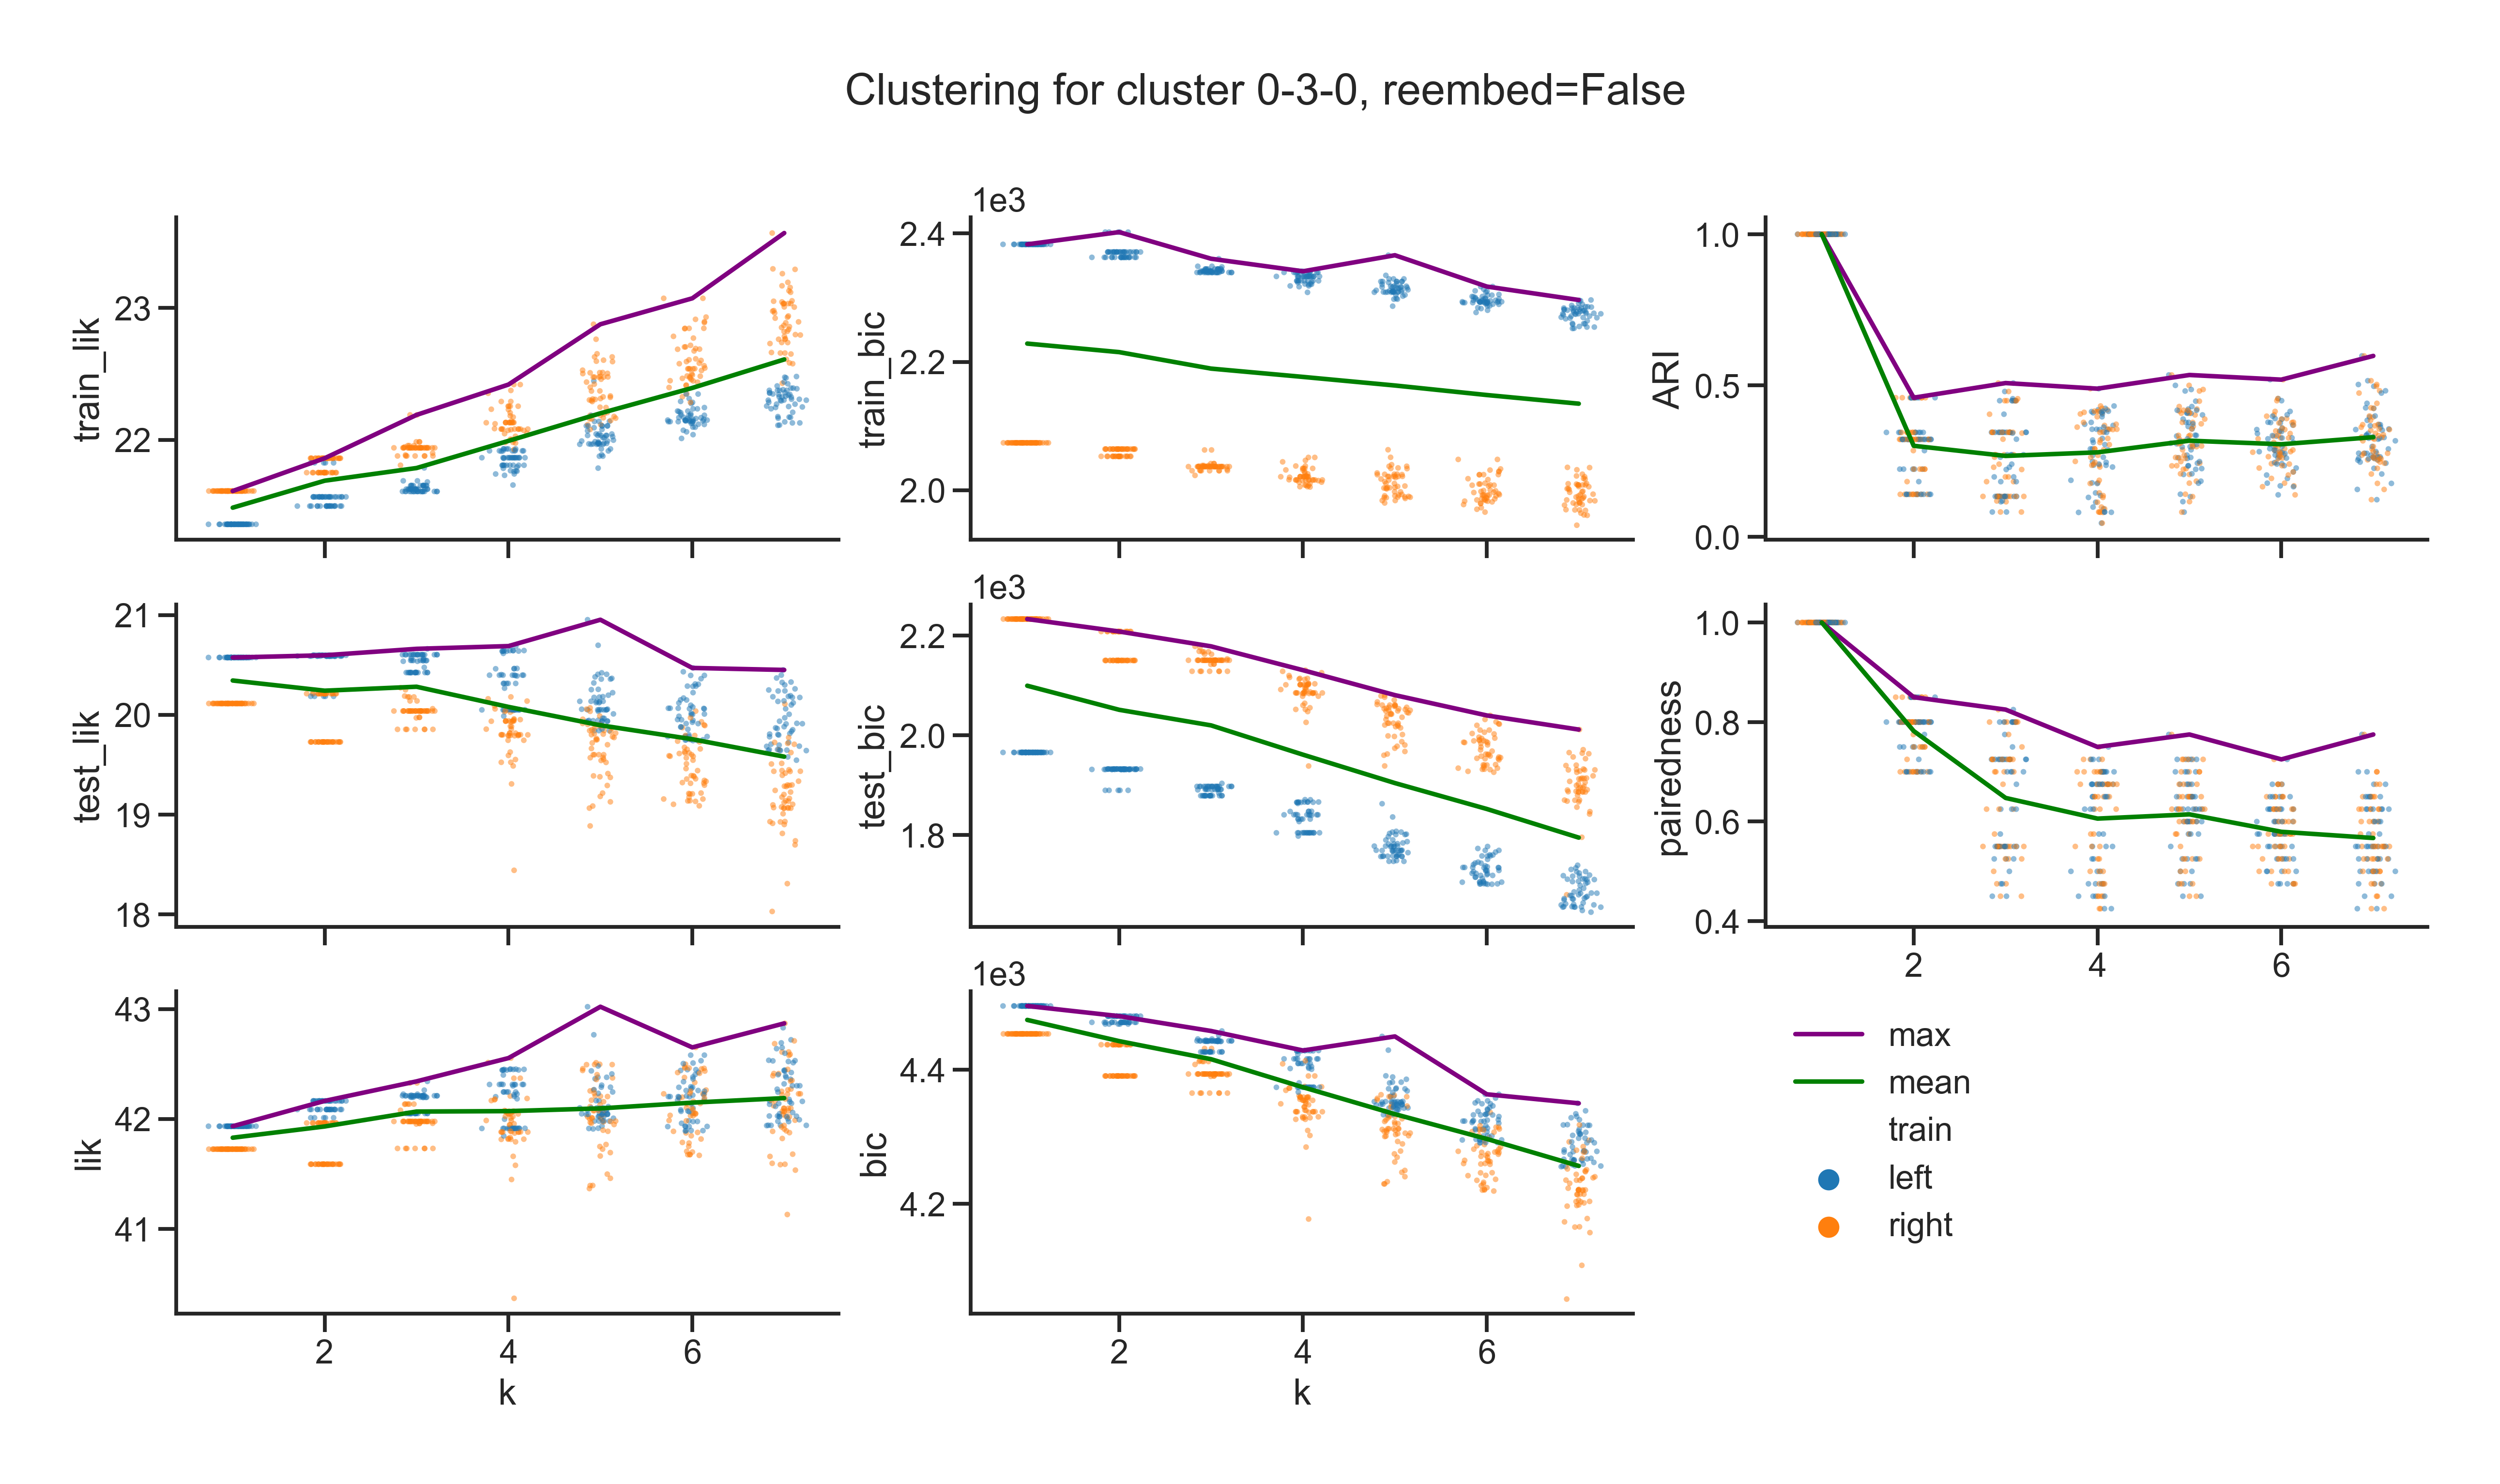 Clustering for cluster 0-3-0, reembed=False
train_lik
23
22
1e3
train_bic
2.4
2.2
2.0
ARI
1.0
0.5
0.0
test_lik
21
20
19
18
1e3
test_bic
2.2
2.0
1.8
pairedness
1.0
0.8
0.6
0.4
2
4
6
lik
43
42
41
2
4
6
k
1e3
bic
4.4
4.2
2
4
6
k
max
mean
train
left
right